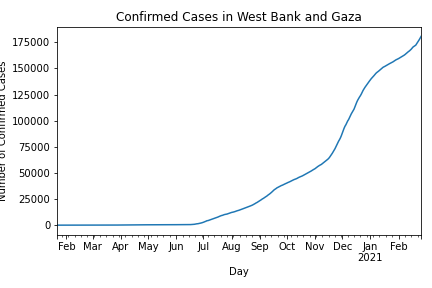 Confirmed Cases in West Bank and Gaza
Number of Confirmed Cases
175000
150000
125000
100000
75000
50000
25000
0
Feb Mar Apr May Jun Jul Aug Sep Oct Nov Dec Jan Feb
2021
Day